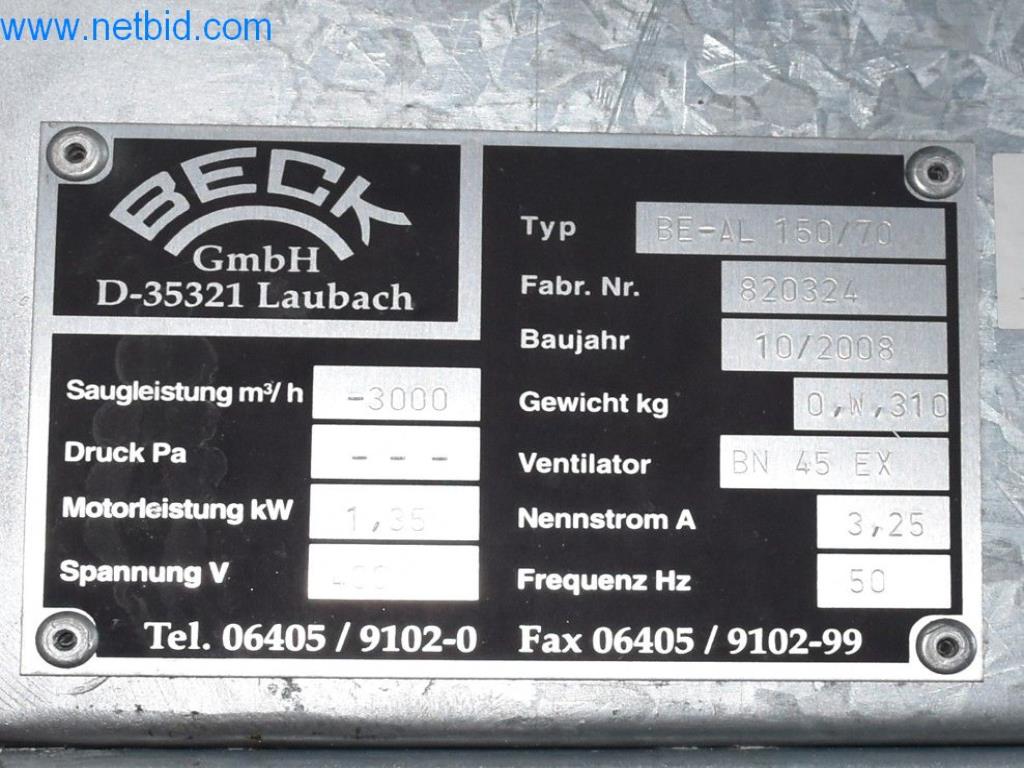 www.netbid.com
BECK
GmbH
D-35321 Laubach
Saugleistung m³/h -3000
Druck Pa - - -
Motorleistung kW 1,35
Spannung V 400
Typ BE-AL 150/70
Fabr. Nr. 820324
Baujahr 10/2008
Gewicht kg O,W,310
Ventilator BN 45 EX
Nennstrom A 3,25
Frequenz Hz 50
Tel. 06405 / 9102-0 Fax 06405 / 9102-99